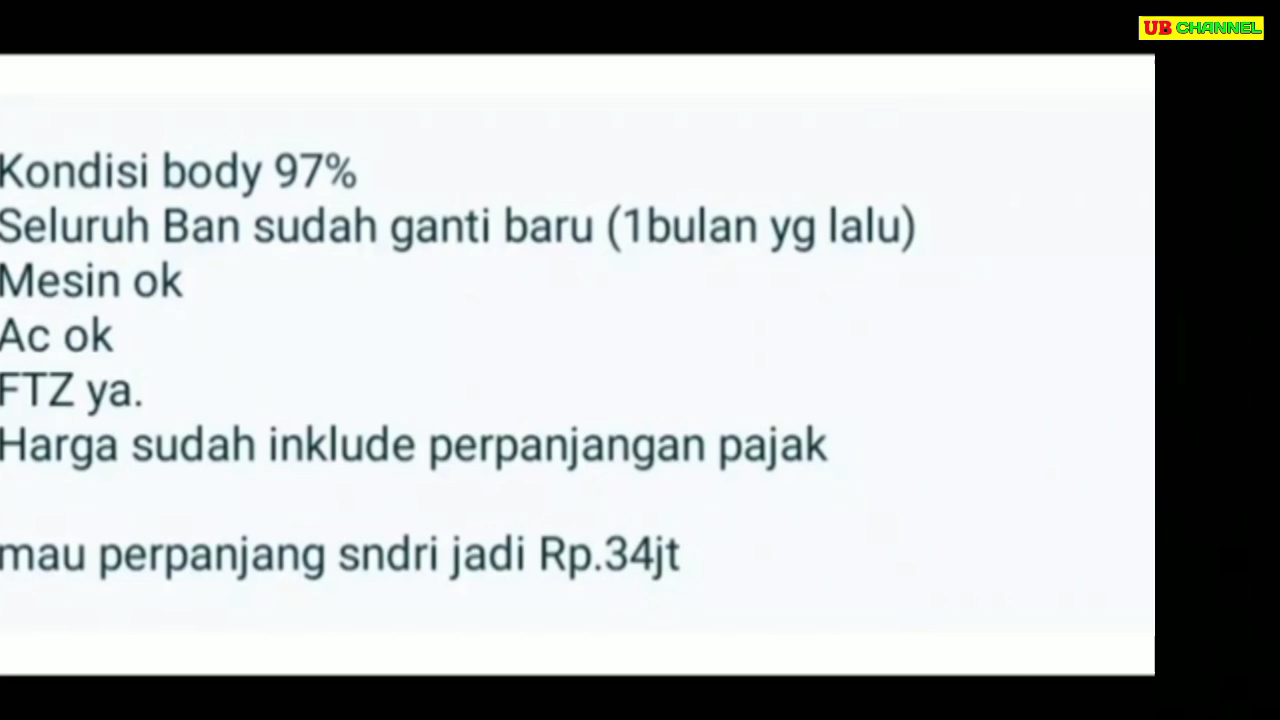 UB CHANNEL
Kondisi body 97%
Seluruh Ban sudah ganti baru (1bulan yg lalu)
Mesin ok
Ac ok
FTZ ya.
Harga sudah inklude perpanjangan pajak
mau perpanjang sndri jadi Rp.34jt